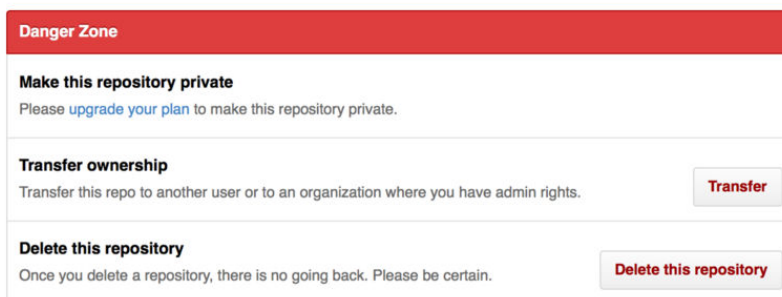 Danger Zone
Make this repository private
Please upgrade your plan to make this repository private.
Transfer ownership
Transfer this repo to another user or to an organization where you have admin rights.
Transfer
Delete this repository
Once you delete a repository, there is no going back. Please be certain.
Delete this repository